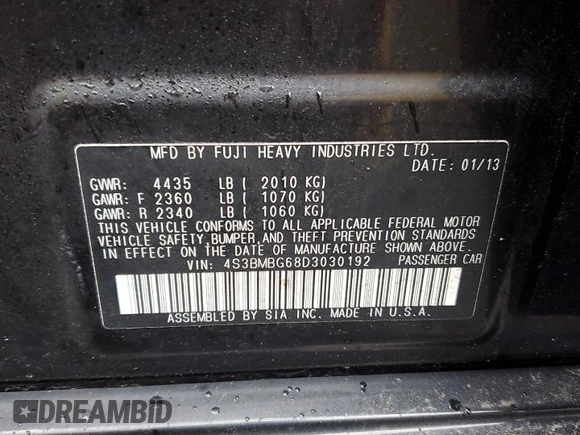 MFD BY FUJI HEAVY INDUSTRIES LTD.
DATE: 01/13
GVWR: 4435 LB ( 2010 KG)
GAWR: F 2360 LB ( 1070 KG)
GAWR: R 2340 LB ( 1060 KG)
THIS VEHICLE CONFORMS TO ALL APPLICABLE FEDERAL MOTOR
VEHICLE SAFETY,BUMPER,AND THEFT PREVENTION STANDARDS
IN EFFECT ON THE DATE OF MANUFACTURE SHOWN ABOVE.
VIN: 4S3BMBG68D3030192 PASSENGER CAR
ASSEMBLED BY SIA INC. MADE IN U.S.A.
DREAMBID